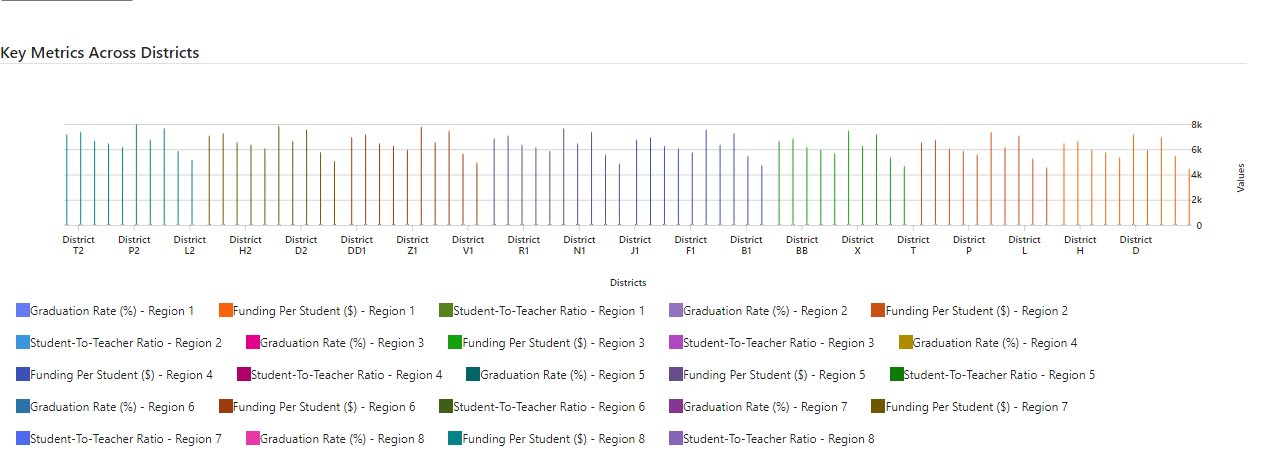 Key Metrics Across Districts
8k
6k
4k
2k
0
Values
District T2
District P2
District L2
District H2
District D2
District DD1
District Z1
District V1
District R1
District N1
District J1
District F1
District B1
District BB
District X
District T
District P
District L
District H
District D
Districts
Graduation Rate (%) - Region 1 Funding Per Student ($) - Region 1 Student-To-Teacher Ratio - Region 1 Graduation Rate (%) - Region 2 Funding Per Student ($) - Region 2
Student-To-Teacher Ratio - Region 2 Graduation Rate (%) - Region 3 Funding Per Student ($) - Region 3 Student-To-Teacher Ratio - Region 3 Graduation Rate (%) - Region 4
Funding Per Student ($) - Region 4 Student-To-Teacher Ratio - Region 4 Graduation Rate (%) - Region 5 Funding Per Student ($) - Region 5 Student-To-Teacher Ratio - Region 5
Graduation Rate (%) - Region 6 Funding Per Student ($) - Region 6 Student-To-Teacher Ratio - Region 6 Graduation Rate (%) - Region 7 Funding Per Student ($) - Region 7
Student-To-Teacher Ratio - Region 7 Graduation Rate (%) - Region 8 Funding Per Student ($) - Region 8 Student-To-Teacher Ratio - Region 8